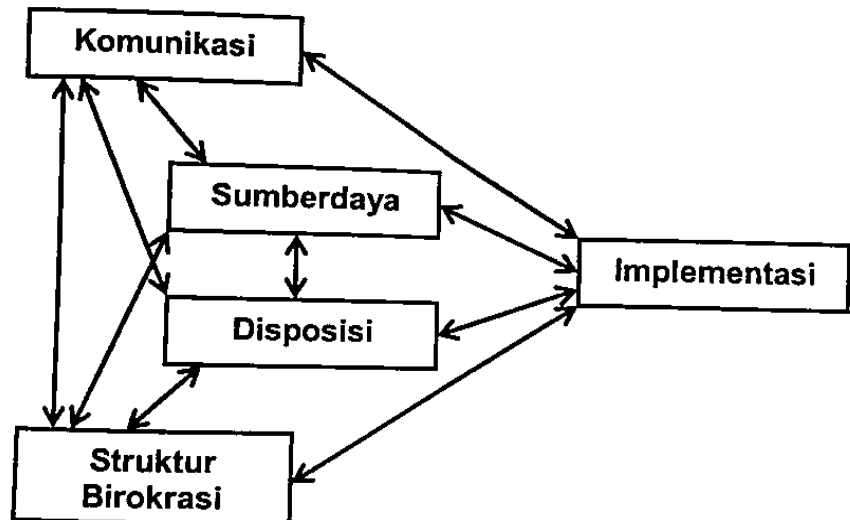 Komunikasi
Sumberdaya
Implementasi
Disposisi
Struktur
Birokrasi